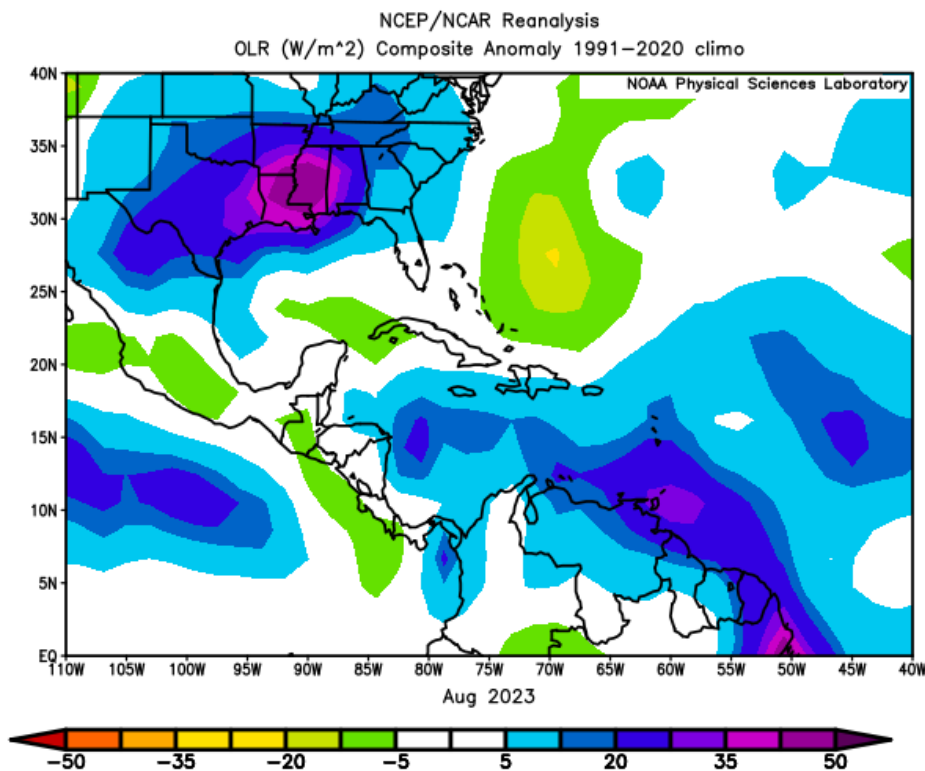 NCEP/NCAR Reanalysis
OLR (W/m^2) Composite Anomaly 1991-2020 climo
NOAA Physical Sciences Laboratory
40N
35N
30N
25N
20N
15N
10N
5N
EQ
110W 105W 100W 95W 90W 85W 80W 75W 70W 65W 60W 55W 50W 45W 40W
Aug 2023
-50 -35 -20 -5 5 20 35 50